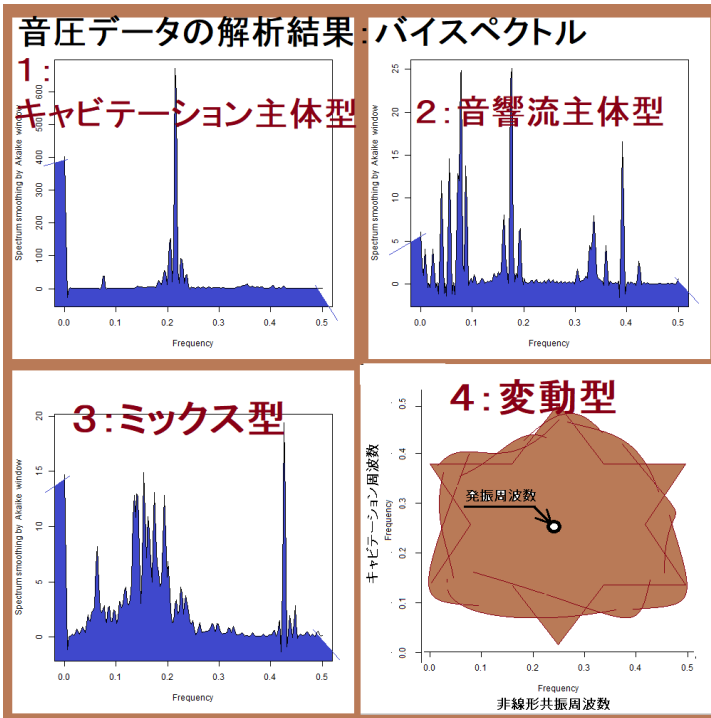 音圧データの解析結果：バイスペクトル
1：
キャビテーション主体型
Spectrum smoothing by Akaike window
600
500
400
300
200
100
0
0.0 0.1 0.2 0.3 0.4 0.5
Frequency
2：音響流主体型
Spectrum smoothing by Akaike window
25
20
15
10
5
0
0.0 0.1 0.2 0.3 0.4 0.5
Frequency
3：ミックス型
Spectrum smoothing by Akaike window
20
15
10
5
0
0.0 0.1 0.2 0.3 0.4 0.5
Frequency
4：変動型
キャビテーション周波数
Frequency
0.5
0.4
0.3
0.2
0.1
0.0
発振周波数
0.0 0.1 0.2 0.3 0.4 0.5
Frequency
非線形共振周波数